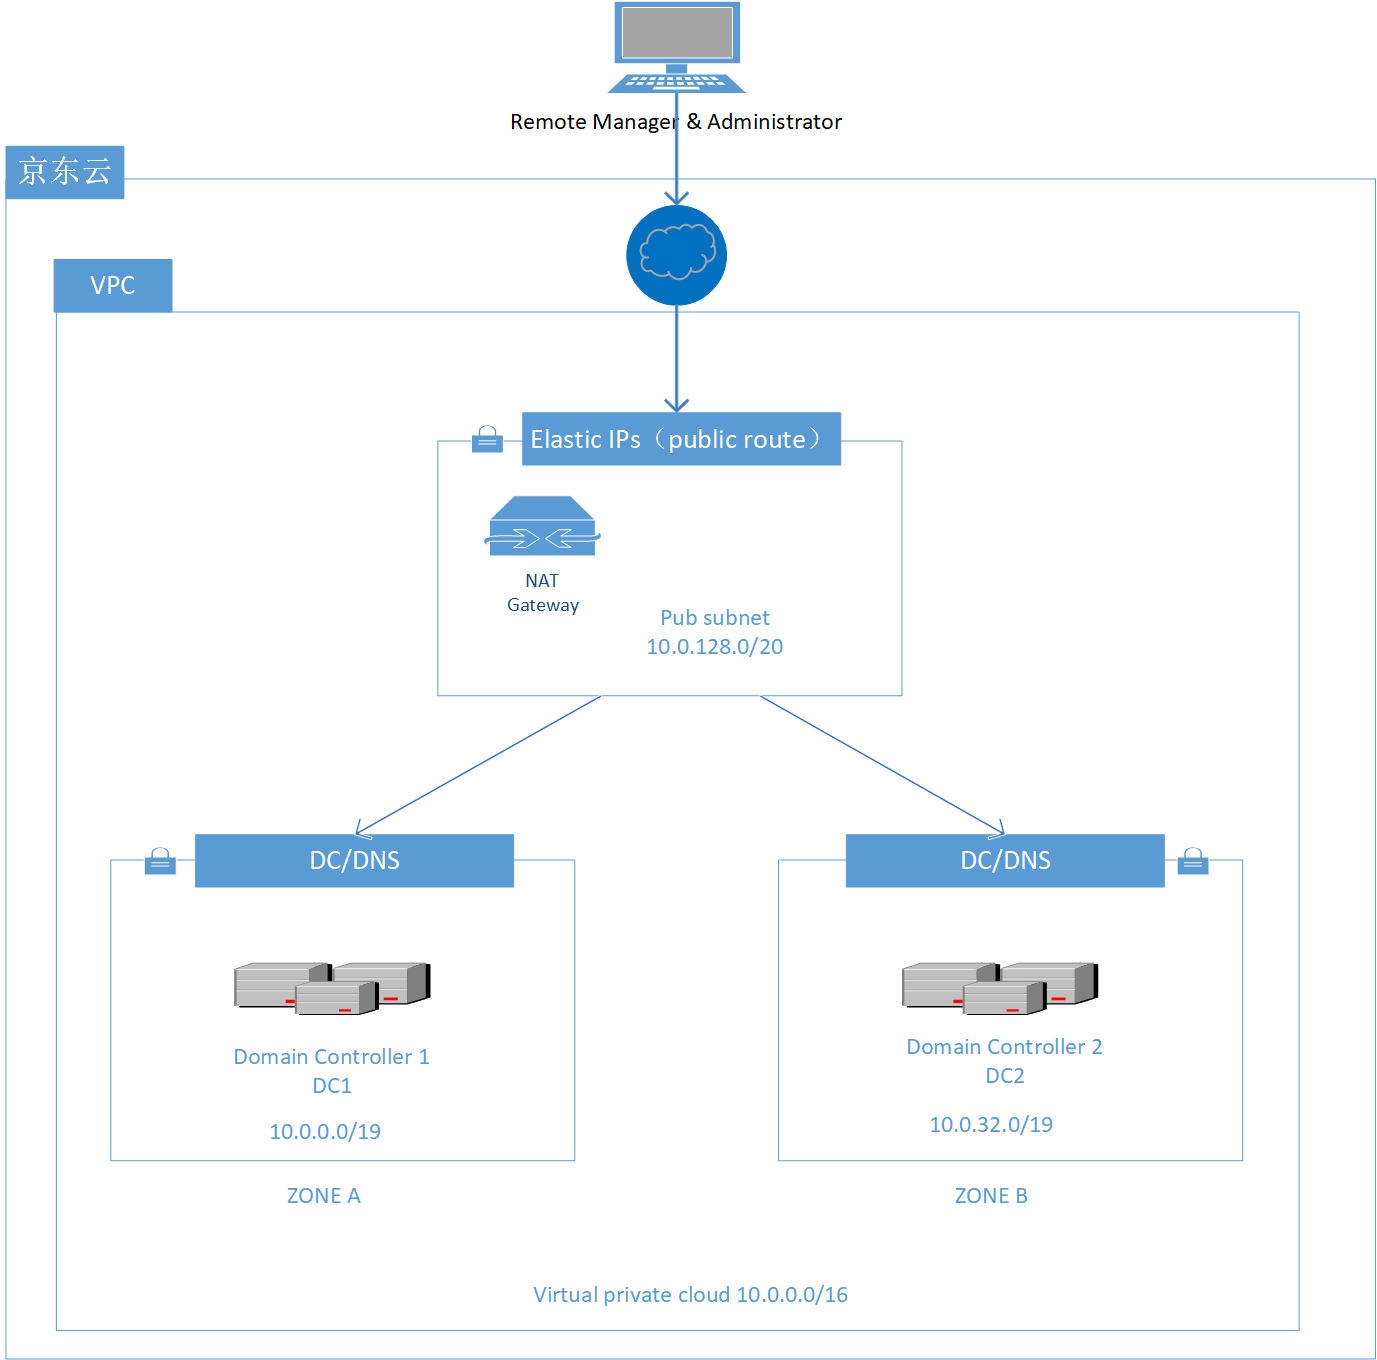 Remote Manager & Administrator
京东云
VPC
Elastic IPs（public route）
NAT
Gateway
Pub subnet
10.0.128.0/20
DC/DNS
DC/DNS
Domain Controller 1
DC1
10.0.0.0/19
Domain Controller 2
DC2
10.0.32.0/19
ZONE A
ZONE B
Virtual private cloud 10.0.0.0/16